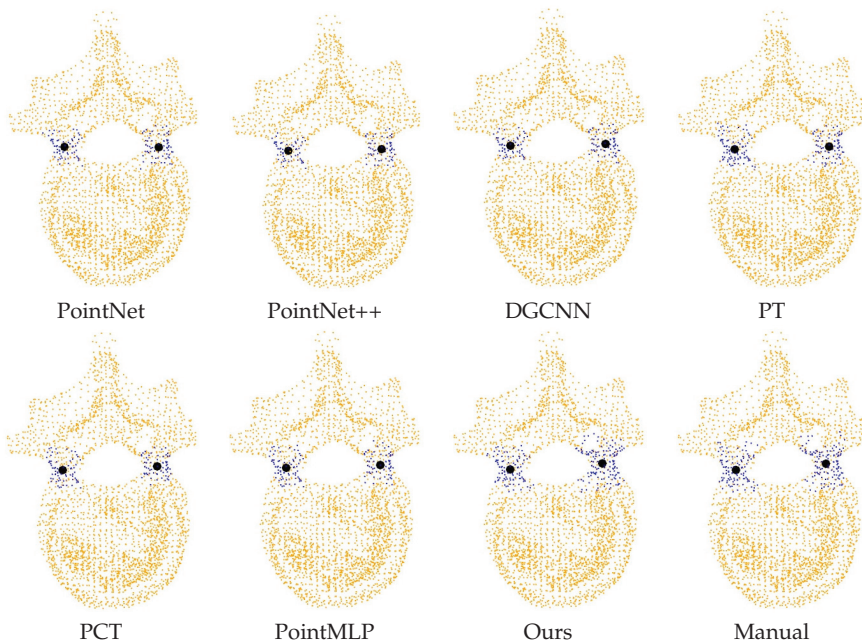 PointNet
PointNet++
DGCNN
PT
PCT
PointMLP
Ours
Manual